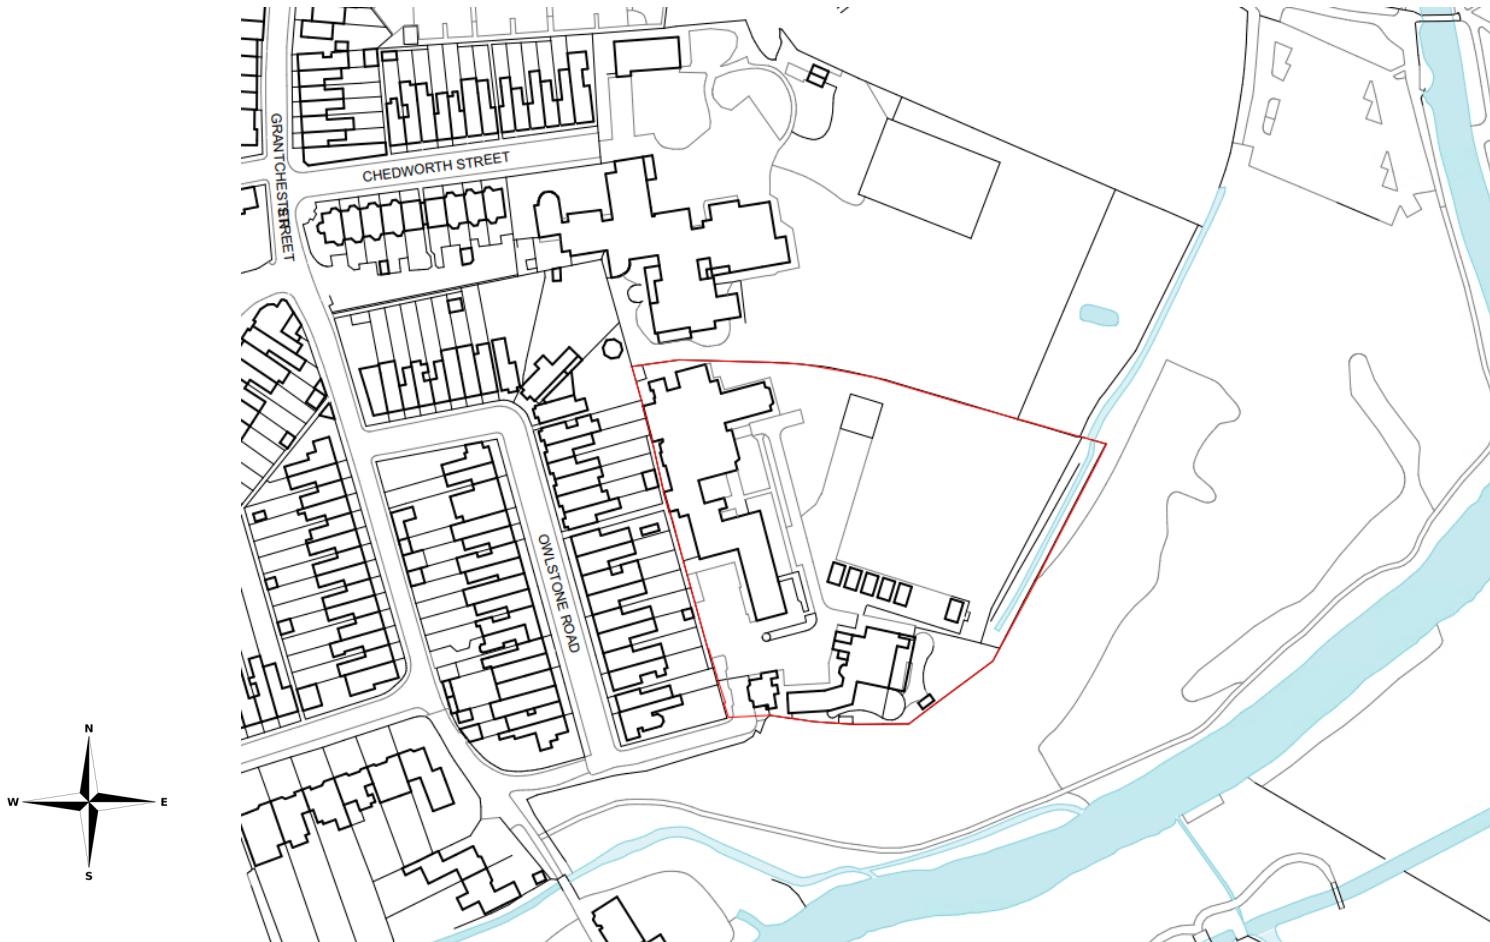 GRANTCHESTER
STREET
CHEDWORTH STREET
OWLSTONE ROAD
N
W
E
S